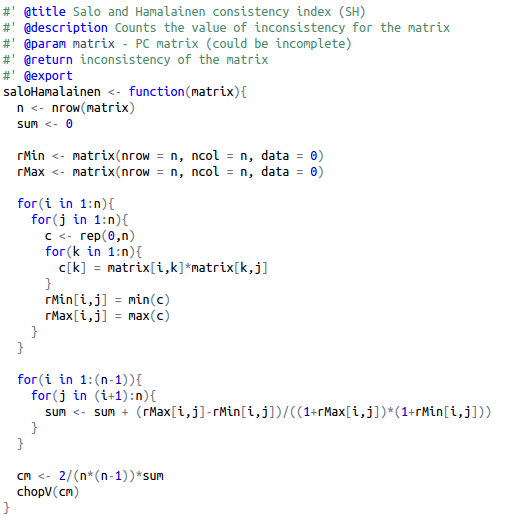 #' @title Salo and Hamalainen consistency index (SH)
#' @description Counts the value of inconsistency for the matrix
#' @param matrix - PC matrix (could be incomplete)
#' @return inconsistency of the matrix
#' @export
saloHamalainen <- function(matrix){
  n <- nrow(matrix)
  sum <- 0

  rMin <- matrix(nrow = n, ncol = n, data = 0)
  rMax <- matrix(nrow = n, ncol = n, data = 0)

  for(i in 1:n){
    for(j in 1:n){
      c <- rep(0,n)
      for(k in 1:n){
        c[k] = matrix[i,k]*matrix[k,j]
      }
      rMin[i,j] = min(c)
      rMax[i,j] = max(c)
    }
  }

  for(i in 1:(n-1)){
    for(j in (i+1):n){
      sum <- sum + (rMax[i,j]-rMin[i,j])/((1+rMax[i,j])*(1+rMin[i,j]))
    }
  }

  cm <- 2/(n*(n-1))*sum
  chopV(cm)
}